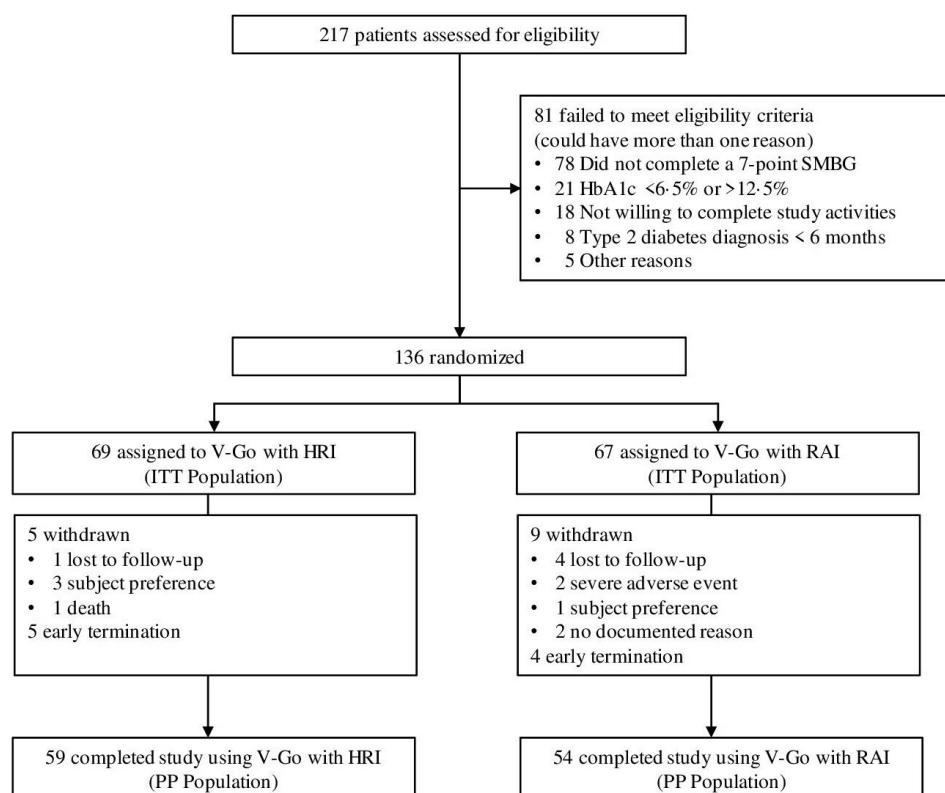 217 patients assessed for eligibility
81 failed to meet eligibility criteria
(could have more than one reason)
• 78 Did not complete a 7-point SMBG
• 21 HbA1c <6·5% or >12·5%
• 18 Not willing to complete study activities
• 8 Type 2 diabetes diagnosis < 6 months
• 5 Other reasons
136 randomized
69 assigned to V-Go with HRI
(ITT Population)
67 assigned to V-Go with RAI
(ITT Population)
5 withdrawn
• 1 lost to follow-up
• 3 subject preference
• 1 death
5 early termination
9 withdrawn
• 4 lost to follow-up
• 2 severe adverse event
• 1 subject preference
• 2 no documented reason
4 early termination
59 completed study using V-Go with HRI
(PP Population)
54 completed study using V-Go with RAI
(PP Population)